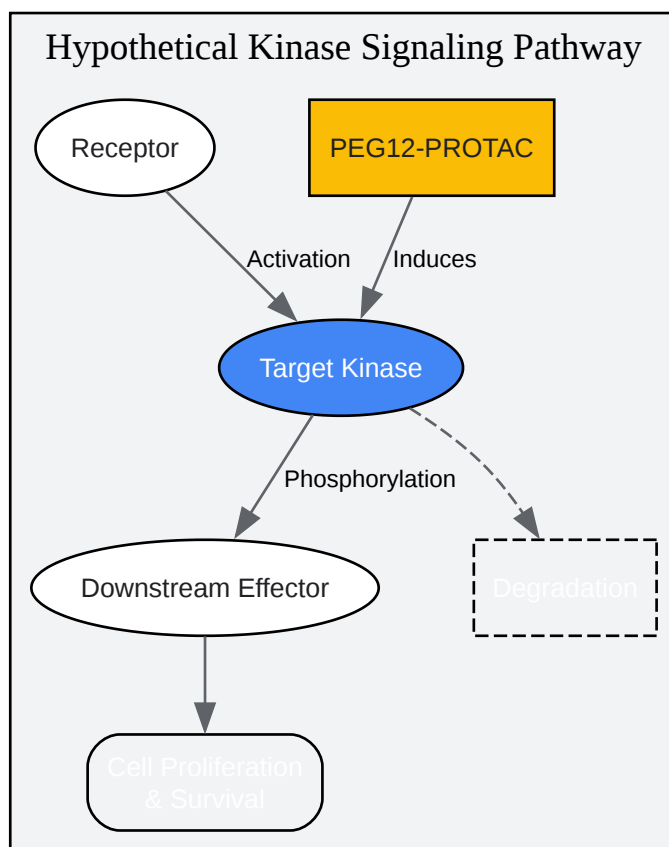 Hypothetical Kinase Signaling Pathway
Receptor
PEG12-PROTAC
Activation
Induces
Target Kinase
Phosphorylation
Downstream Effector
Degradation
Cell Proliferation
& Survival